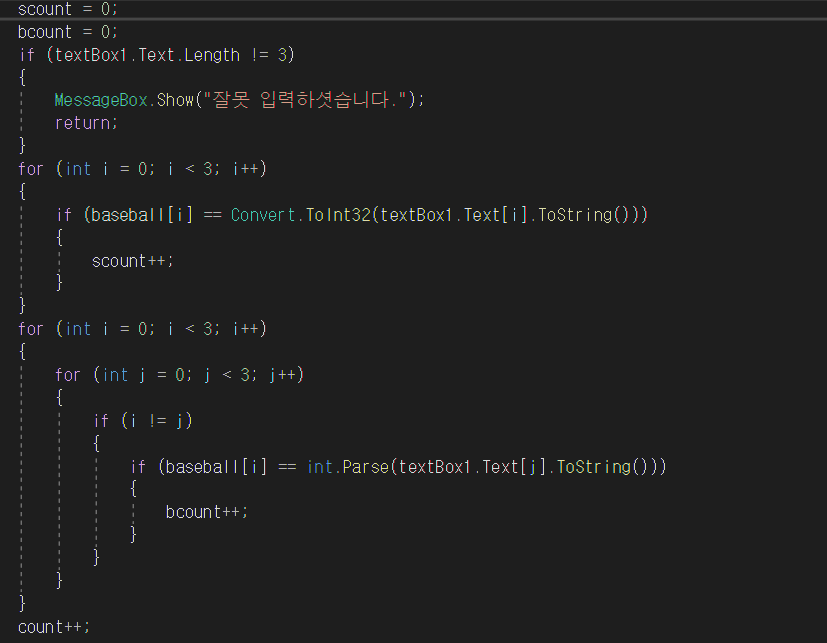 scount = 0;
bcount = 0;
if (textBox1.Text.Length != 3)
{
MessageBox.Show("잘못 입력하셧습니다.");
return;
}
for (int i = 0; i < 3; i++)
{
if (baseball[i] == Convert.ToInt32(textBox1.Text[i].ToString()))
{
scount++;
}
}
for (int i = 0; i < 3; i++)
{
for (int j = 0; j < 3; j++)
{
if (i != j)
{
if (baseball[i] == int.Parse(textBox1.Text[j].ToString()))
{
bcount++;
}
}
}
}
count++;